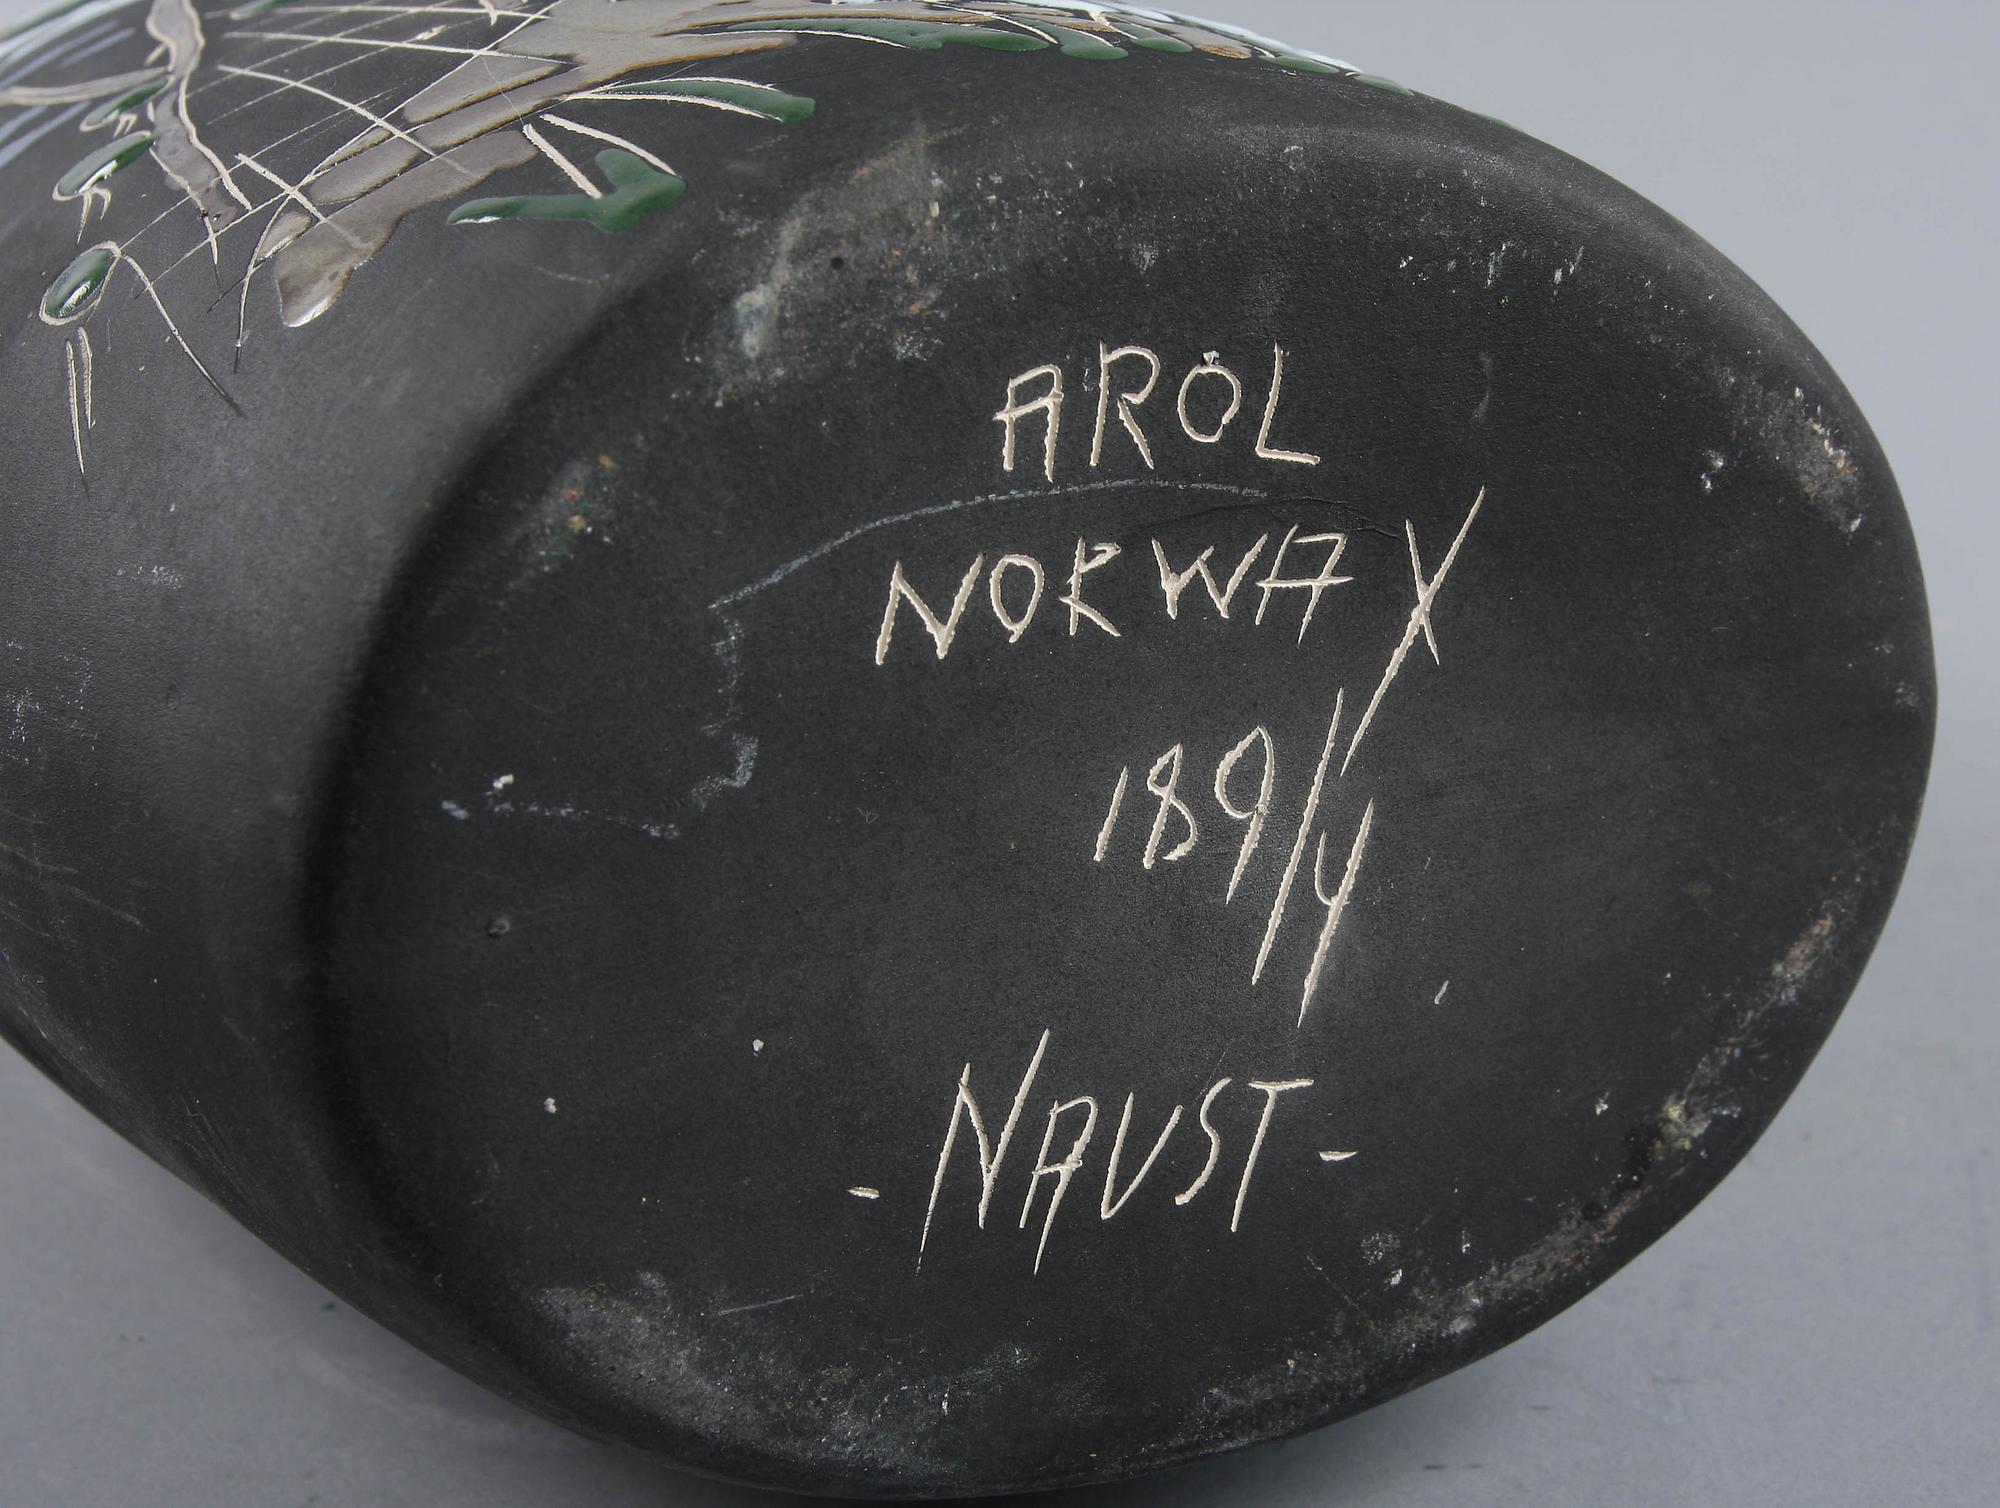 AROL
NORWAY
189/4
- NAUST -